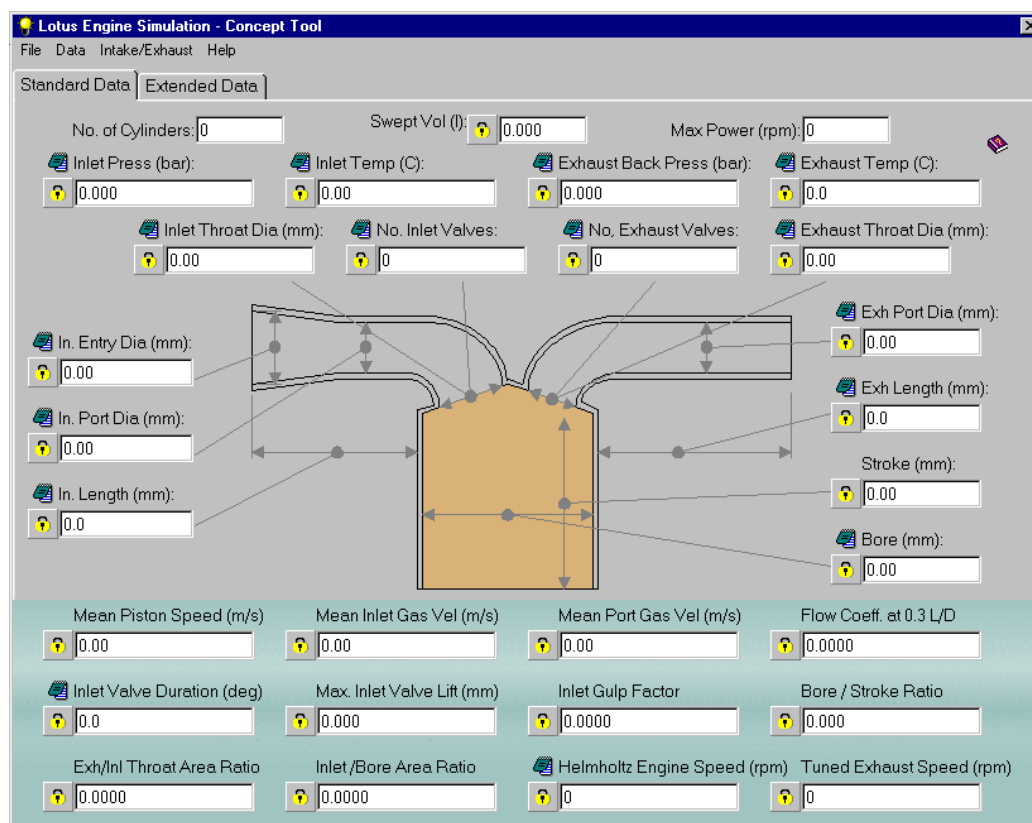 Lotus Engine Simulation - Concept Tool
File Data Intake/Exhaust Help
Standard Data Extended Data
No. of Cylinders: 0 Swept Vol (l): 0.000 Max Power (rpm): 0
Inlet Press (bar): Inlet Temp (C): Exhaust Back Press (bar): Exhaust Temp (C):
0.000 0.00 0.000 0.0
Inlet Throat Dia (mm): No. Inlet Valves: No, Exhaust Valves: Exhaust Throat Dia (mm):
0.00 0 0 0.00
Exh Port Dia (mm):
In. Entry Dia (mm): 0.00
0.00
Exh Length (mm):
In. Port Dia (mm): 0.0
0.00
Stroke (mm):
In. Length (mm): 0.00
0.0
Bore (mm):
0.00
Mean Piston Speed (m/s) Mean Inlet Gas Vel (m/s) Mean Port Gas Vel (m/s) Flow Coeff. at 0.3 L/D
0.00 0.00 0.00 0.0000
Inlet Valve Duration (deg) Max. Inlet Valve Lift (mm) Inlet Gulp Factor Bore / Stroke Ratio
0.0 0.000 0.0000 0.000
Exh/Inl Throat Area Ratio Inlet /Bore Area Ratio Helmholtz Engine Speed (rpm) Tuned Exhaust Speed (rpm)
0.0000 0.0000 0 0